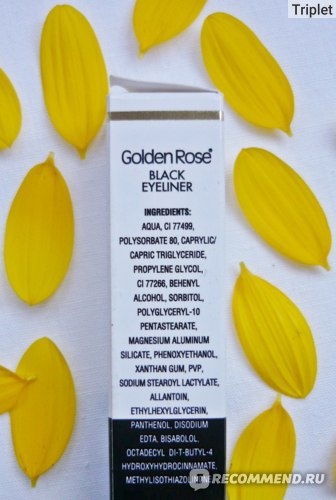 Triplet
Golden Rose®
BLACK
EYELINER
INGREDIENTS:
AQUA, CI 77499,
POLYSORBATE 80, CAPRYLIC/
CAPRIC TRIGLYCERIDE,
PROPYLENE GLYCOL,
CI 77266, BEHENYL
ALCOHOL, SORBITOL,
POLYGLYCERYL-10
PENTASTEARATE,
MAGNESIUM ALUMINUM
SILICATE, PHENOXYETHANOL,
XANTHAN GUM, PVP,
SODIUM STEAROYL LACTYLATE,
ALLANTOIN,
ETHYLHEXYLGLYCERIN,
PANTHENOL, DISODIUM
EDTA, BISABOLOL,
OCTADECYL DI-T-BUTYL-4
HYDROXYHYDROCINNAMATE,
METHYLISOTHIAZOLINONE
RECOMMEND.RU